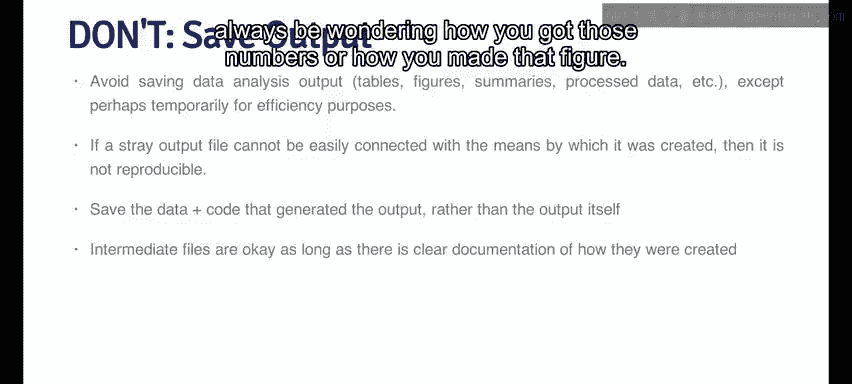 DON'T: Save Output
always be wondering how you got those
numbers or how you made that figure.
· Avoid saving data analysis output (tables, figures, summaries, processed data, etc.), except
perhaps temporarily for efficiency purposes.
· If a stray output file cannot be easily connected with the means by which it was created, then it is
not reproducible.
· Save the data + code that generated the output, rather than the output itself
· Intermediate files are okay as long as there is clear documentation of how they were created